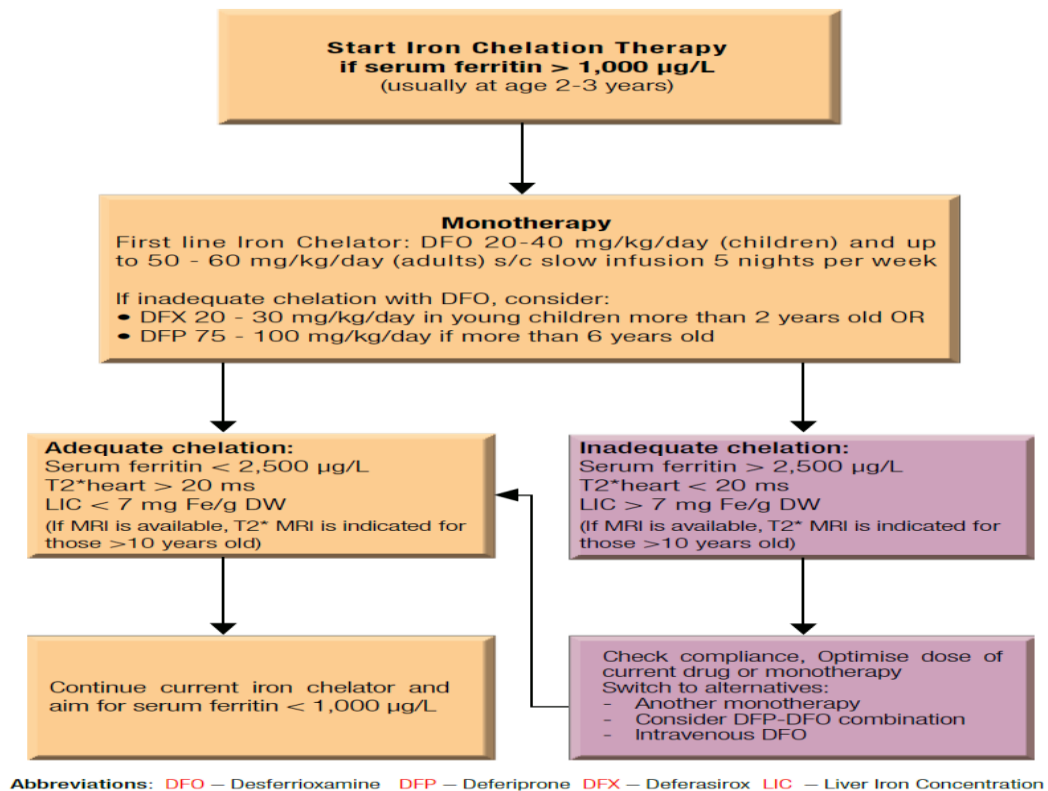 Start Iron Chelation Therapy
if serum ferritin > 1,000 µg/L
(usually at age 2-3 years)
Monotherapy
First line Iron Chelator: DFO 20-40 mg/kg/day (children) and up
to 50 - 60 mg/kg/day (adults) s/c slow infusion 5 nights per week
If inadequate chelation with DFO, consider:
• DFX 20 - 30 mg/kg/day in young children more than 2 years old OR
• DFP 75 - 100 mg/kg/day if more than 6 years old
Adequate chelation:
Serum ferritin < 2,500 µg/L
T2*heart > 20 ms
LIC < 7 mg Fe/g DW
(If MRI is available, T2* MRI is indicated for
those >10 years old)
Inadequate chelation:
Serum ferritin > 2,500 µg/L
T2*heart < 20 ms
LIC > 7 mg Fe/g DW
(If MRI is available, T2* MRI is indicated for
those >10 years old)
Continue current iron chelator and
aim for serum ferritin < 1,000 µg/L
Check compliance, Optimise dose of
current drug or monotherapy
Switch to alternatives:
- Another monotherapy
- Consider DFP-DFO combination
- Intravenous DFO
Abbreviations: DFO – Desferrioxamine DFP – Deferiprone DFX – Deferasirox LIC – Liver Iron Concentration